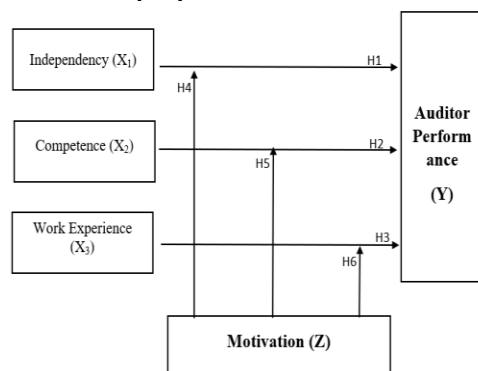 Independency (X₁)
H1
H4
Auditor
Perform
ance
(Y)
Competence (X₂)
H2
H5
Work Experience
(X₃)
H3
H6
Motivation (Z)